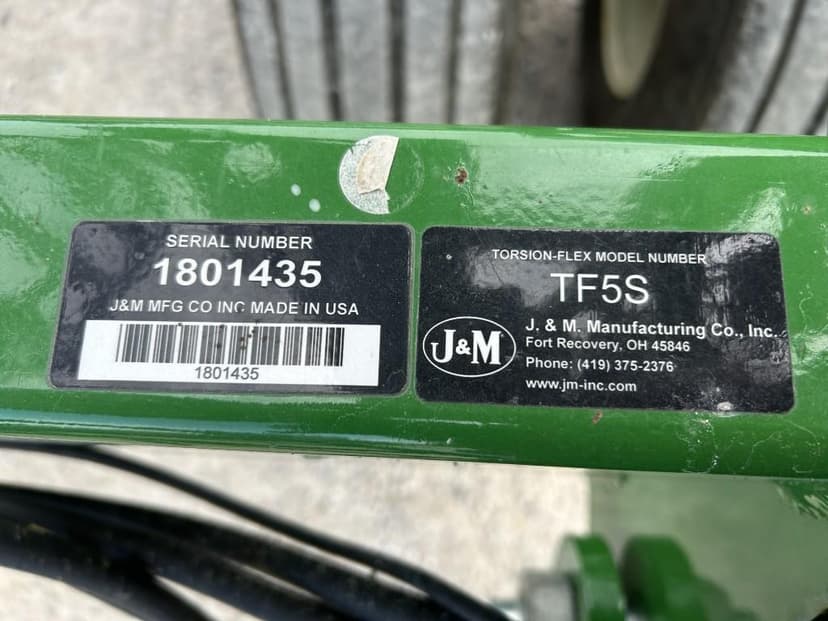 SERIAL NUMBER
1801435
J&M MFG CO INC MADE IN USA
1801435
TORSION-FLEX MODEL NUMBER
TF5S
J&M
J. & M. Manufacturing Co., Inc.
Fort Recovery, OH 45846
Phone: (419) 375-2376
www.jm-inc.com